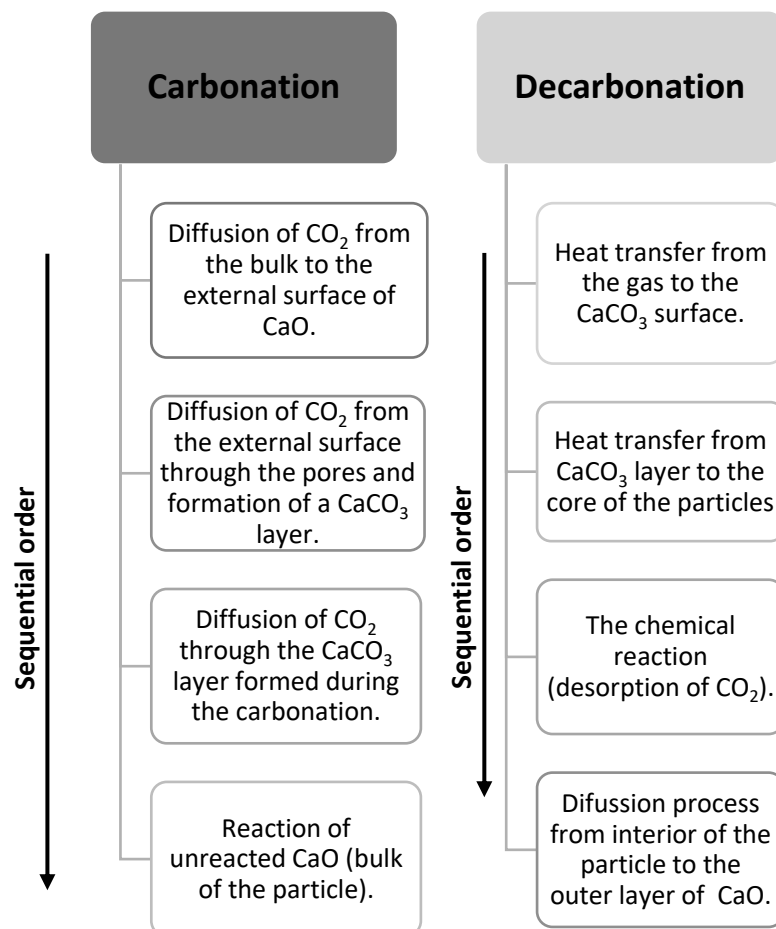 Carbonation
Sequential order
Diffusion of CO₂ from
the bulk to the
external surface of
CaO.
Diffusion of CO₂ from
the external surface
through the pores and
formation of a CaCO₃
layer.
Diffusion of CO₂
through the CaCO₃
layer formed during
the carbonation.
Reaction of
unreacted CaO (bulk
of the particle).
Decarbonation
Sequential order
Heat transfer from
the gas to the
CaCO₃ surface.
Heat transfer from
CaCO₃ layer to the
core of the particles
The chemical
reaction
(desorption of CO₂).
Difussion process
from interior of the
particle to the
outer layer of CaO.